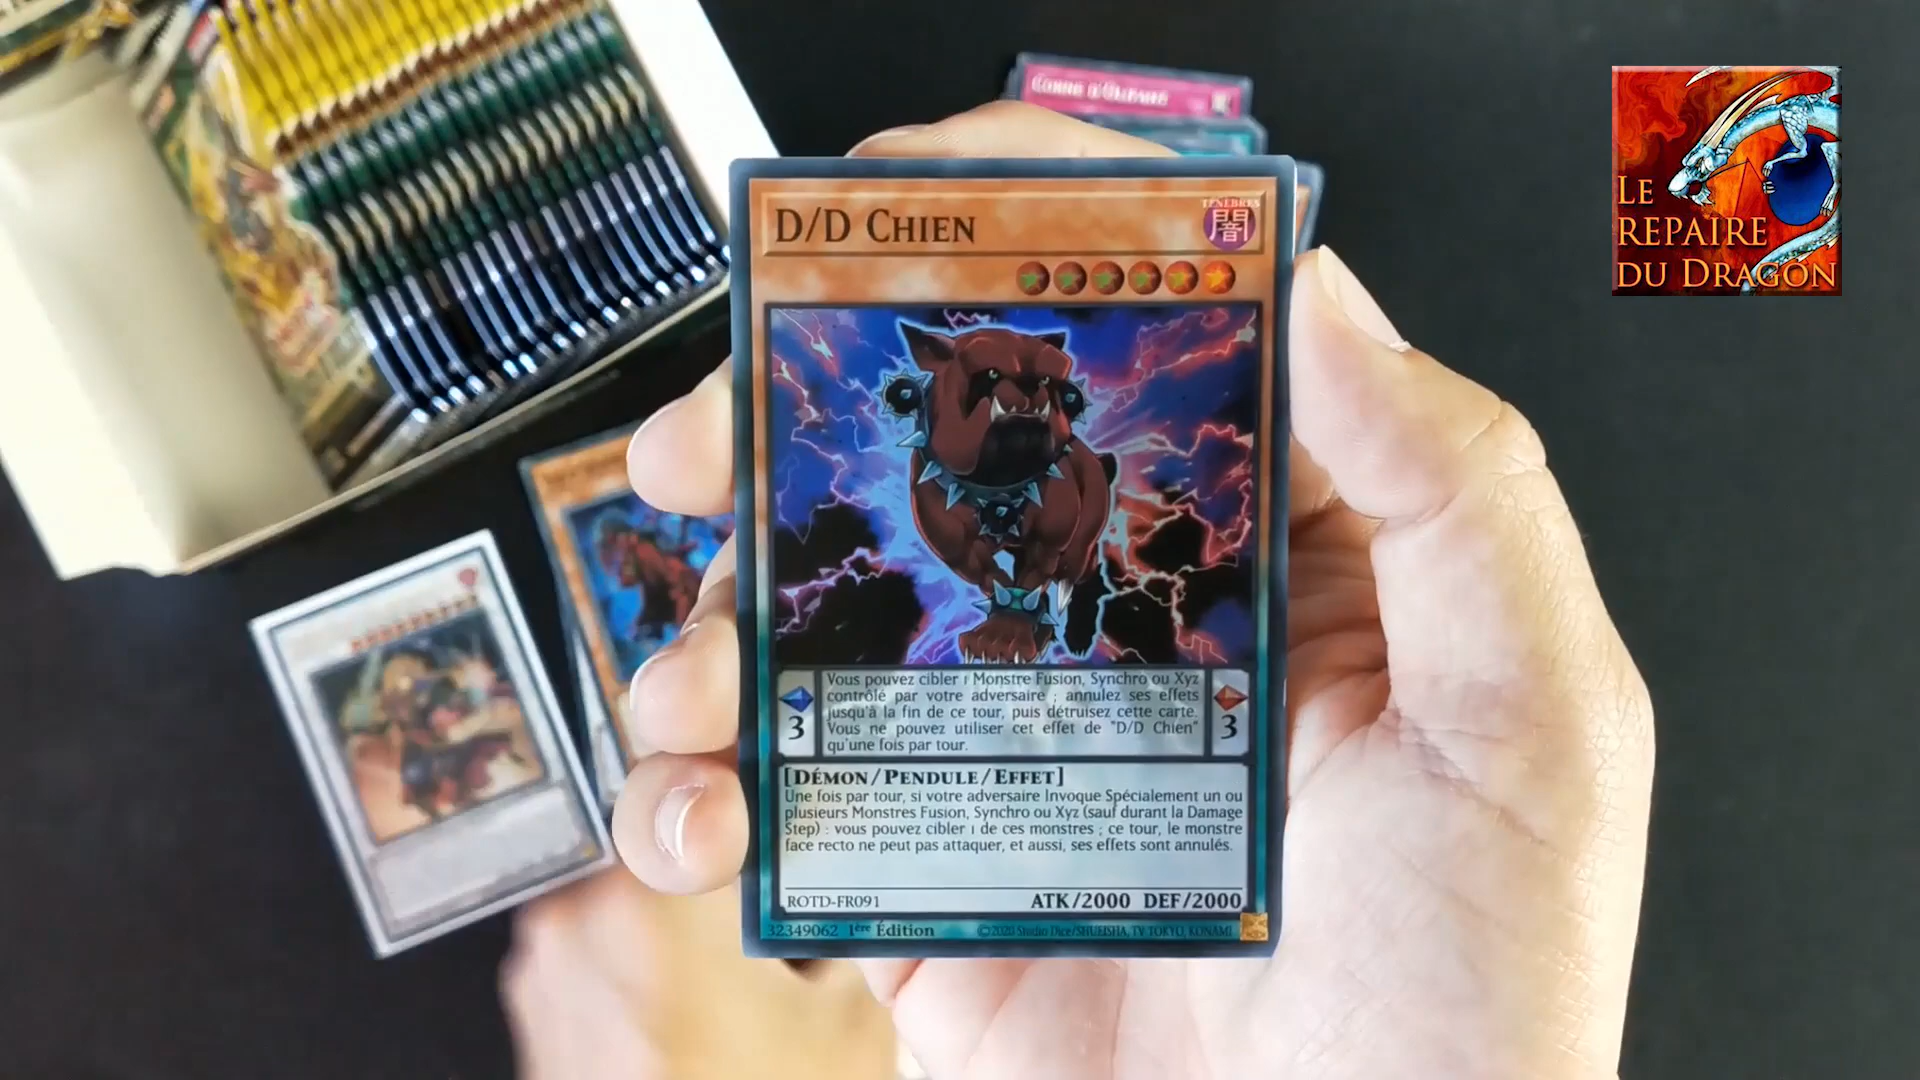 Corne d'Olifant
LE
REPAIRE
DU DRAGON
D/D CHIEN
TÉNÈBRES
闇
Vous pouvez cibler 1 Monstre Fusion, Synchro ou Xyz
contrôlé par votre adversaire ; annulez ses effets
jusqu'à la fin de ce tour, puis détruisez cette carte.
Vous ne pouvez utiliser cet effet de "D/D Chien"
qu'une fois par tour.
3
3
[DÉMON/PENDULE/EFFET]
Une fois par tour, si votre adversaire Invoque Spécialement un ou
plusieurs Monstres Fusion, Synchro ou Xyz (sauf durant la Damage
Step) : vous pouvez cibler 1 de ces monstres ; ce tour, le monstre
face recto ne peut pas attaquer, et aussi, ses effets sont annulés.
ROTD-FR091
ATK/2000 DEF/2000
32349062 1ère Édition
©2020 Studio Dice/SHUEISHA, TV TOKYO, KONAMI